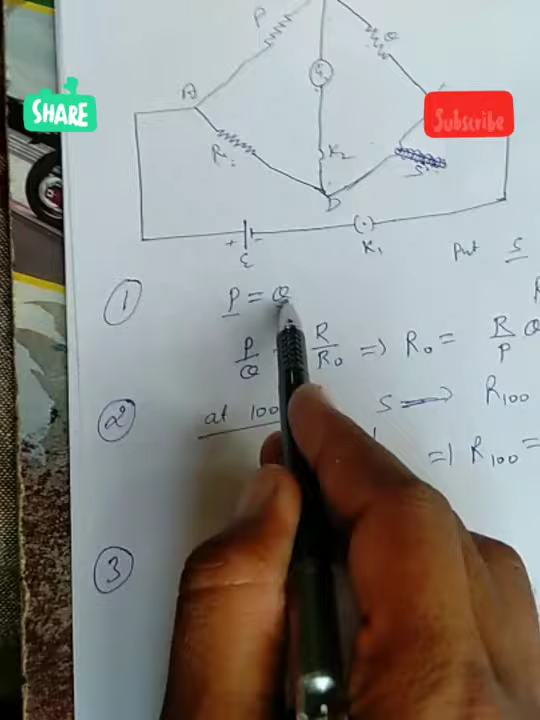 P
Q
A
SHARE
G
Subscribe
K2
R
S
D
+ -
ε
K1
Put S
① P = Q
P/Q R/R0 => R0 = R/P Q
② at 100 S → R100
=> R100 =
③